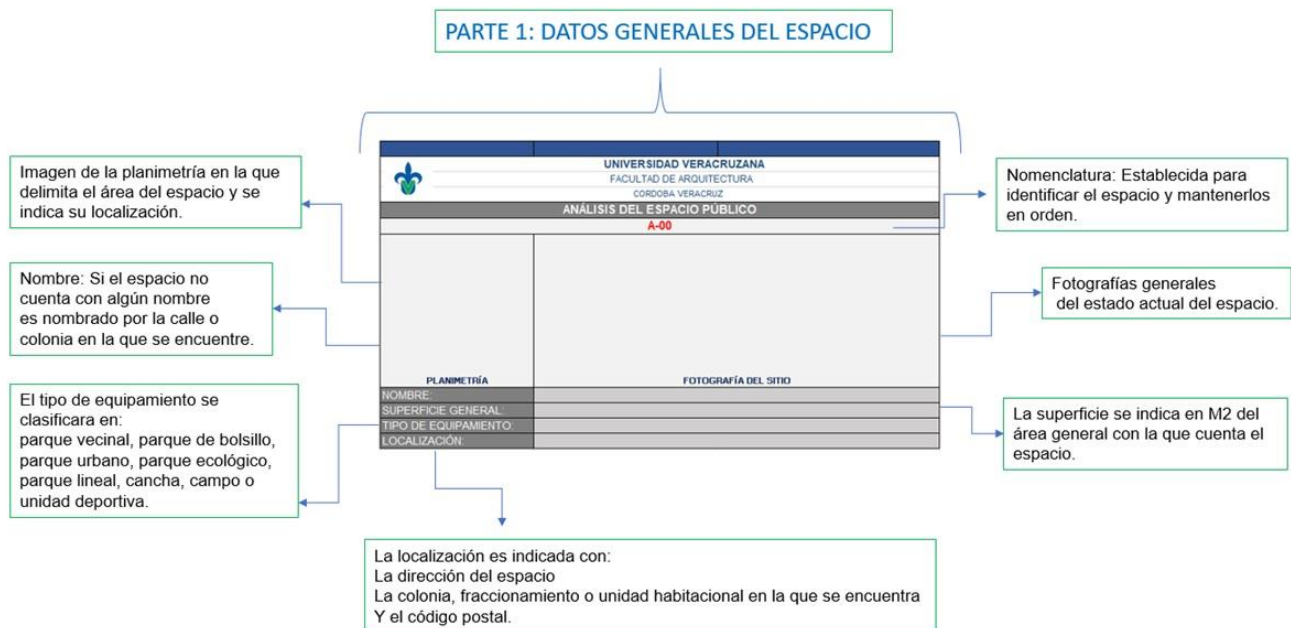 PARTE 1: DATOS GENERALES DEL ESPACIO
Imagen de la planimetría en la que
delimita el área del espacio y se
indica su localización.
Nombre: Si el espacio no
cuenta con algún nombre
es nombrado por la calle o
colonia en la que se encuentre.
El tipo de equipamiento se
clasificara en:
parque vecinal, parque de bolsillo,
parque urbano, parque ecológico,
parque lineal, cancha, campo o
unidad deportiva.
UNIVERSIDAD VERACRUZANA
FACULTAD DE ARQUITECTURA
CORDOBA VERACRUZ
ANÁLISIS DEL ESPACIO PÚBLICO
A-00
PLANIMETRÍA
FOTOGRAFÍA DEL SITIO
NOMBRE:
SUPERFICIE GENERAL:
TIPO DE EQUIPAMIENTO:
LOCALIZACIÓN:
Nomenclatura: Establecida para
identificar el espacio y mantenerlos
en orden.
Fotografías generales
del estado actual del espacio.
La superficie se indica en M2 del
área general con la que cuenta el
espacio.
La localización es indicada con:
La dirección del espacio
La colonia, fraccionamiento o unidad habitacional en la que se encuentra
Y el código postal.